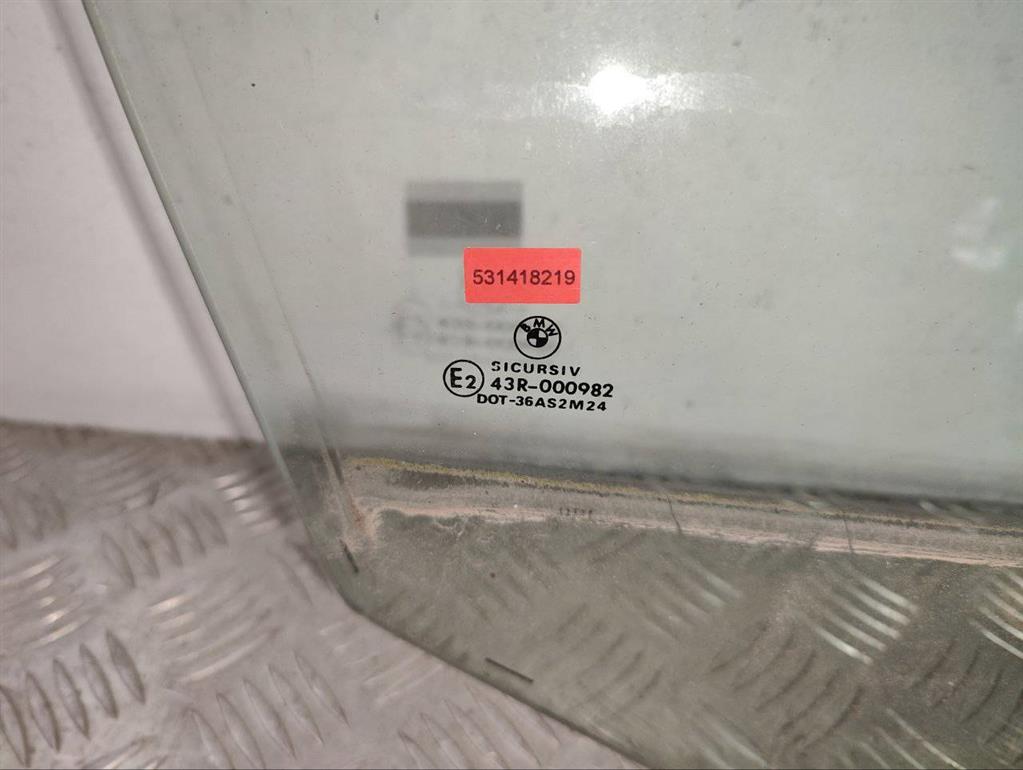 531418219
BMW
SICURSIV
E2 43R-000982
DOT-36AS2M24